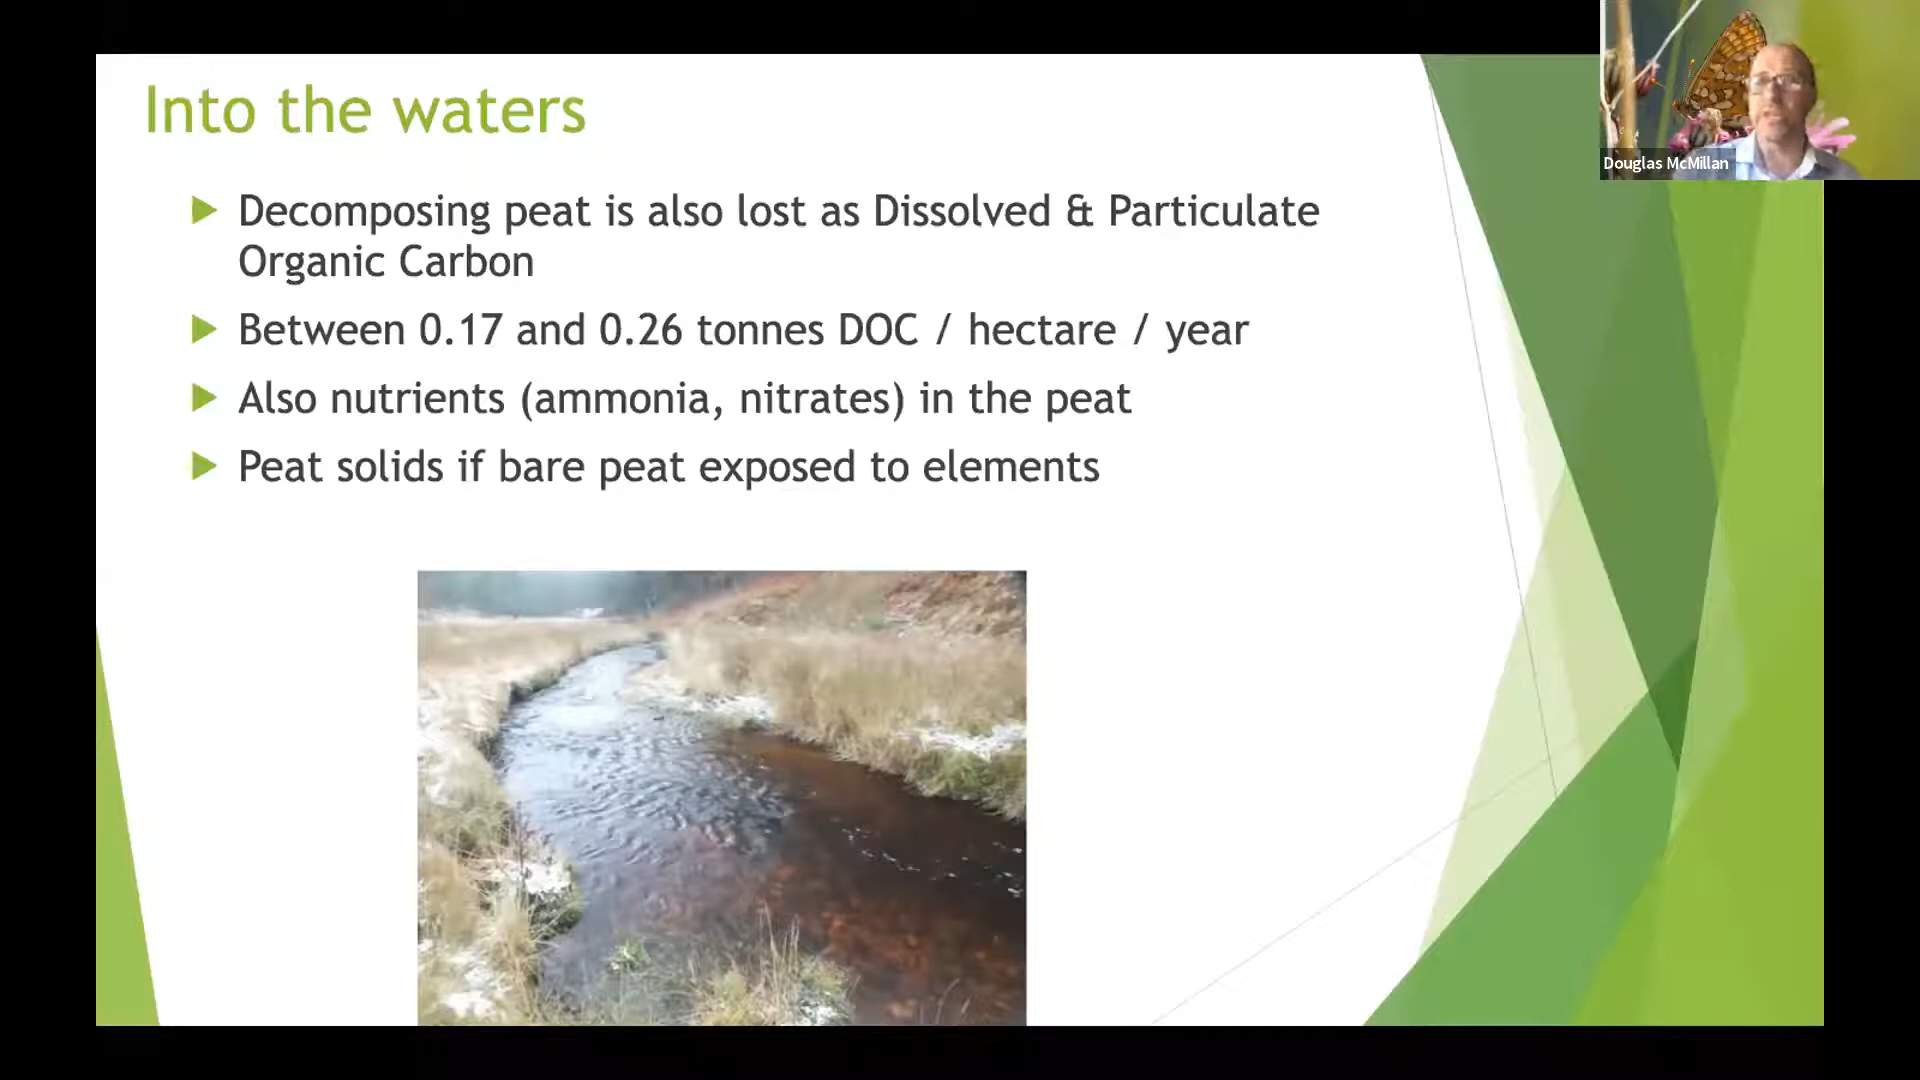 Into the waters
Decomposing peat is also lost as Dissolved & Particulate
Organic Carbon
Between 0.17 and 0.26 tonnes DOC / hectare / year
Also nutrients (ammonia, nitrates) in the peat
Peat solids if bare peat exposed to elements
Douglas McMillan